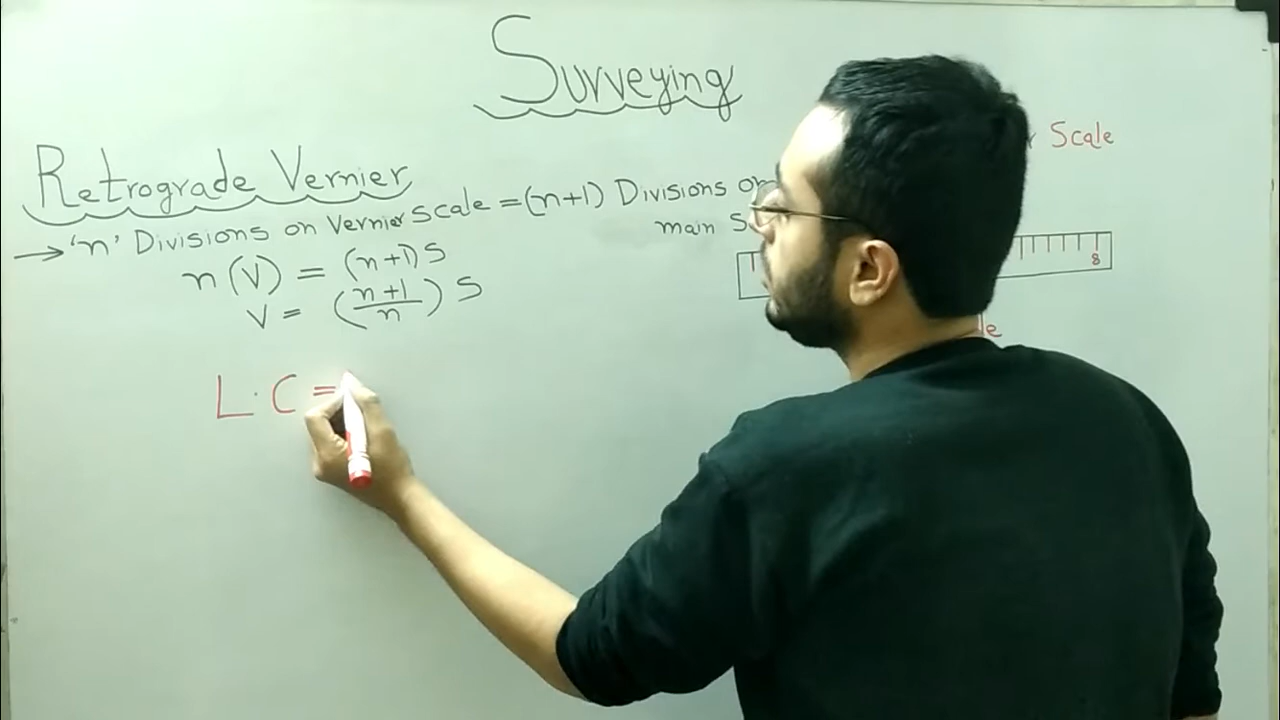 Surveying
Scale
Retrograde Vernier
→ 'n' Divisions on Vernier scale = (n+1) Divisions on
main S
n (V) = (n+1) S
V = (n+1/n) S
8
L.C =